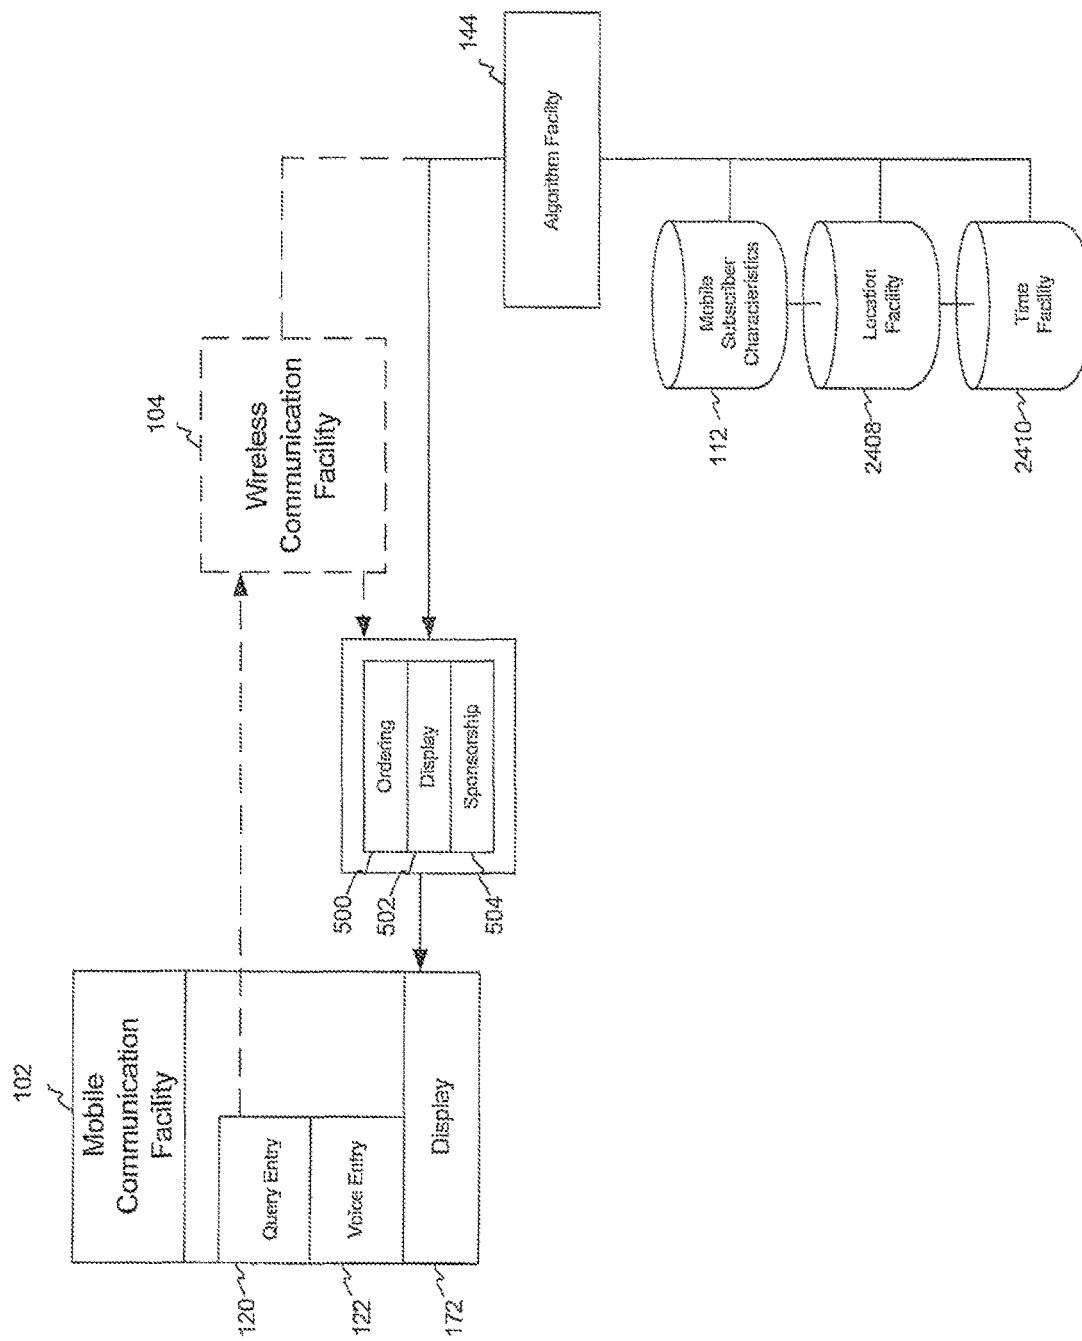 102
Mobile
Communication
Facility
120
Query Entry
122
Voice Entry
172
Display
104
Wireless
Communication
Facility
500
Ordering
502
Display
504
Sponsorship
144
Algorithm Facilty
112
Mobile
Subscriber
Characteristics
2408
Location
Facility
2410
Time
Facility